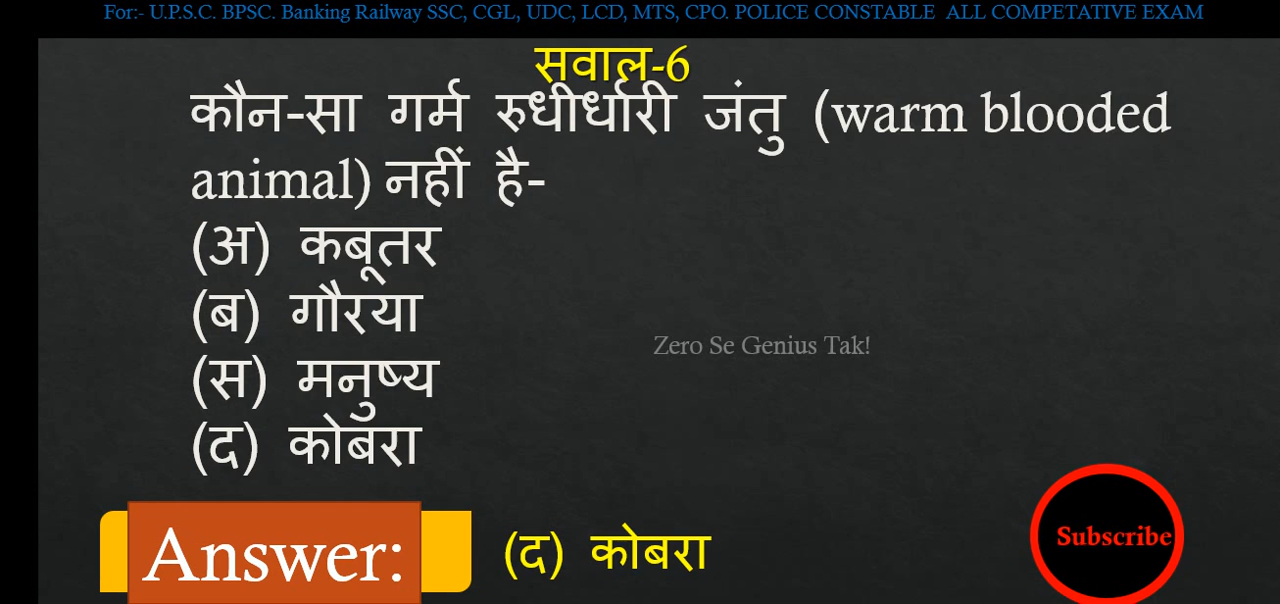 For:- U.P.S.C. BPSC. Banking Railway SSC, CGL, UDC, LCD, MTS, CPO. POLICE CONSTABLE ALL COMPETATIVE EXAM
सवाल-6
कौन-सा गर्म रुधीर्धारी जंतु (warm blooded
animal) नहीं है-
(अ) कबूतर
(ब) गौरया
Zero Se Genius Tak!
(स) मनुष्य
(द) कोबरा
Answer: (द) कोबरा
Subscribe